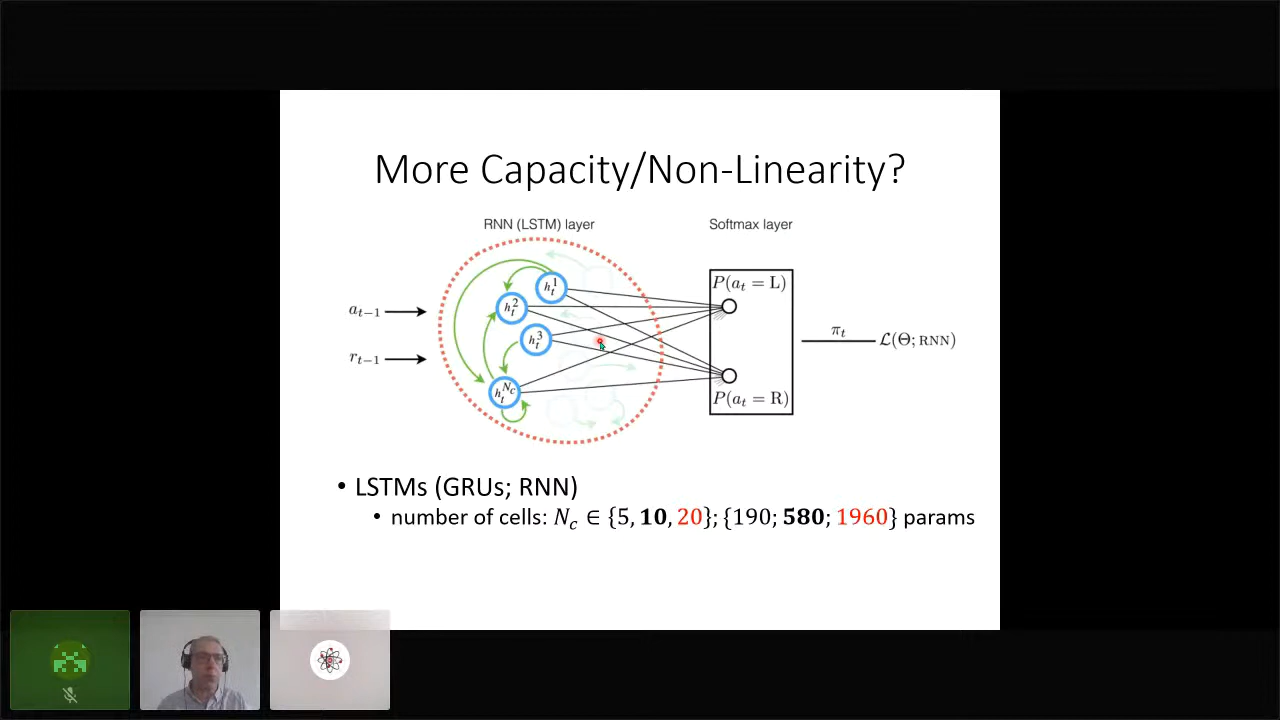 More Capacity/Non-Linearity?
RNN (LSTM) layer
Softmax layer
h_t^1
P(a_t = L)
h_t^2
a_{t−1}
π_t
h_t^3
ℒ(Θ; RNN)
r_{t−1}
h_t^{N_c}
P(a_t = R)
• LSTMs (GRUs; RNN)
• number of cells: N_c ∈ {5, 10, 20}; {190; 580; 1960} params